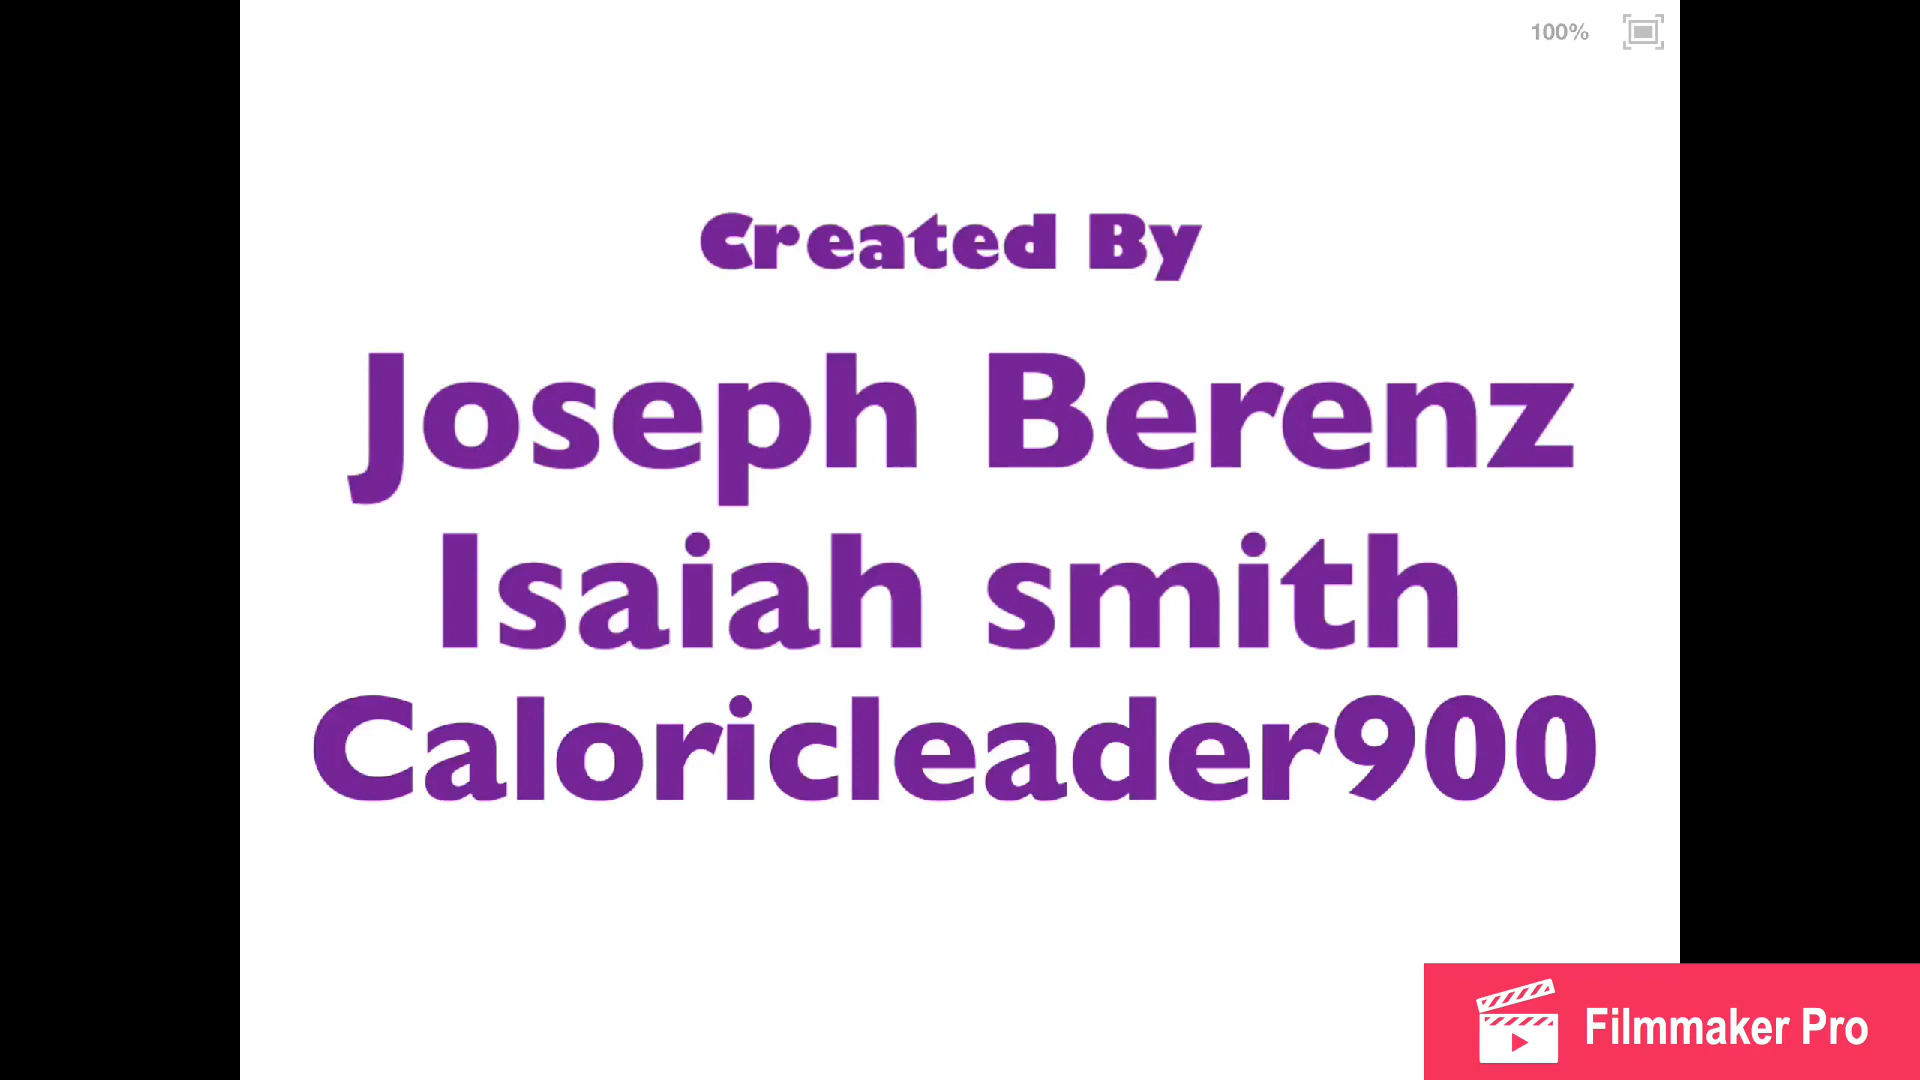 100%
Created By
Joseph Berenz
Isaiah smith
Caloricleader900
Filmmaker Pro